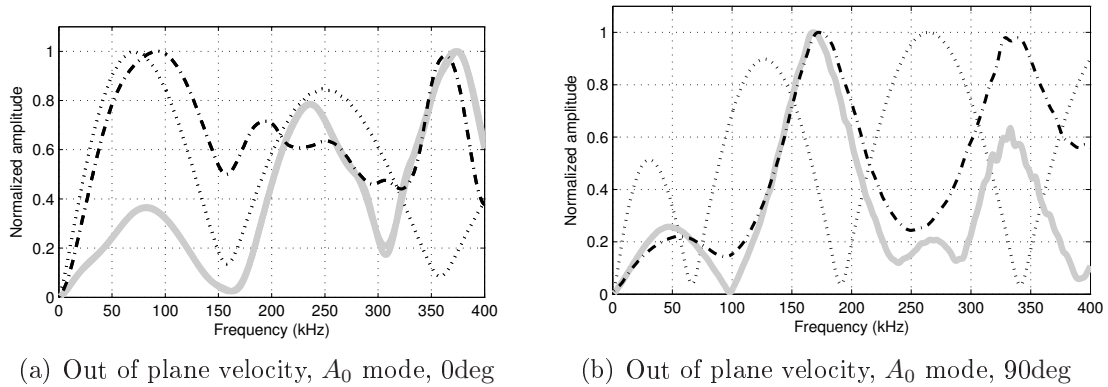 1
0.8
0.6
0.4
0.2
0
Normalized amplitude
0 50 100 150 200 250 300 350 400
Frequency (kHz)
(a) Out of plane velocity, A₀ mode, 0deg
1
0.8
0.6
0.4
0.2
0
Normalized amplitude
0 50 100 150 200 250 300 350 400
Frequency (kHz)
(b) Out of plane velocity, A₀ mode, 90deg